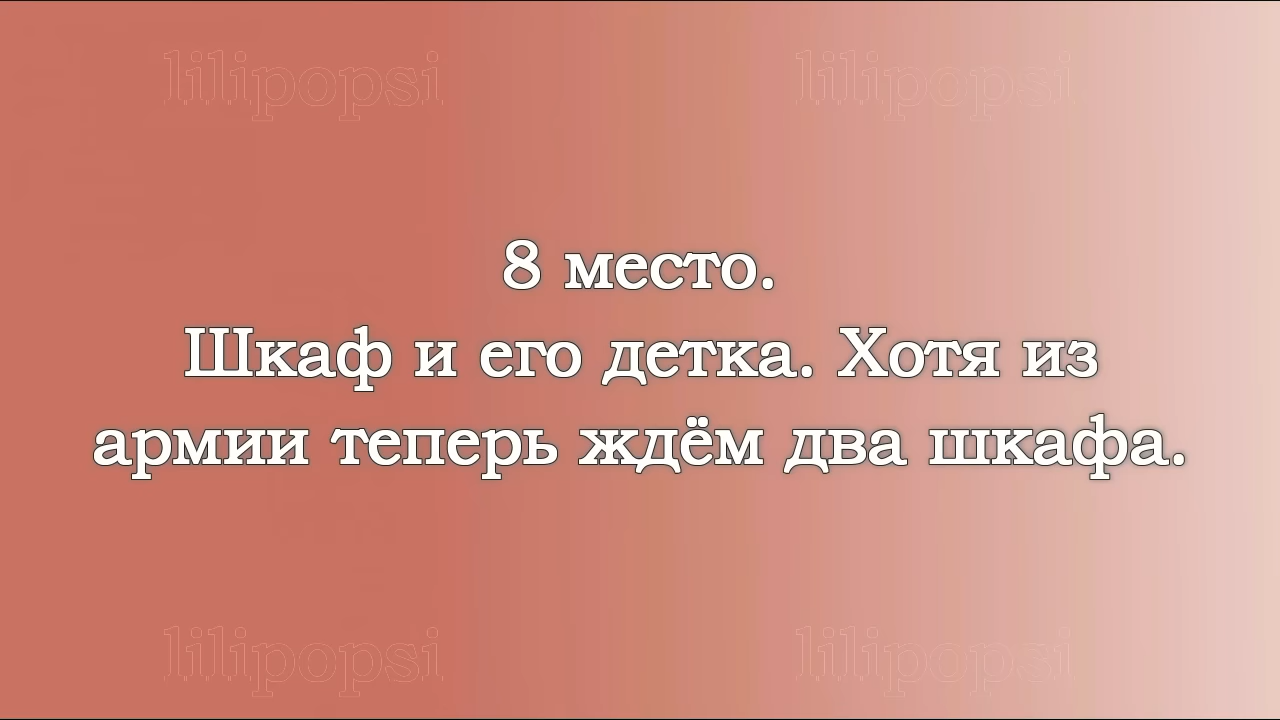 lilipopsi lilipopsi
8 место.
Шкаф и его детка. Хотя из
армии теперь ждём два шкафа.
lilipopsi lilipopsi